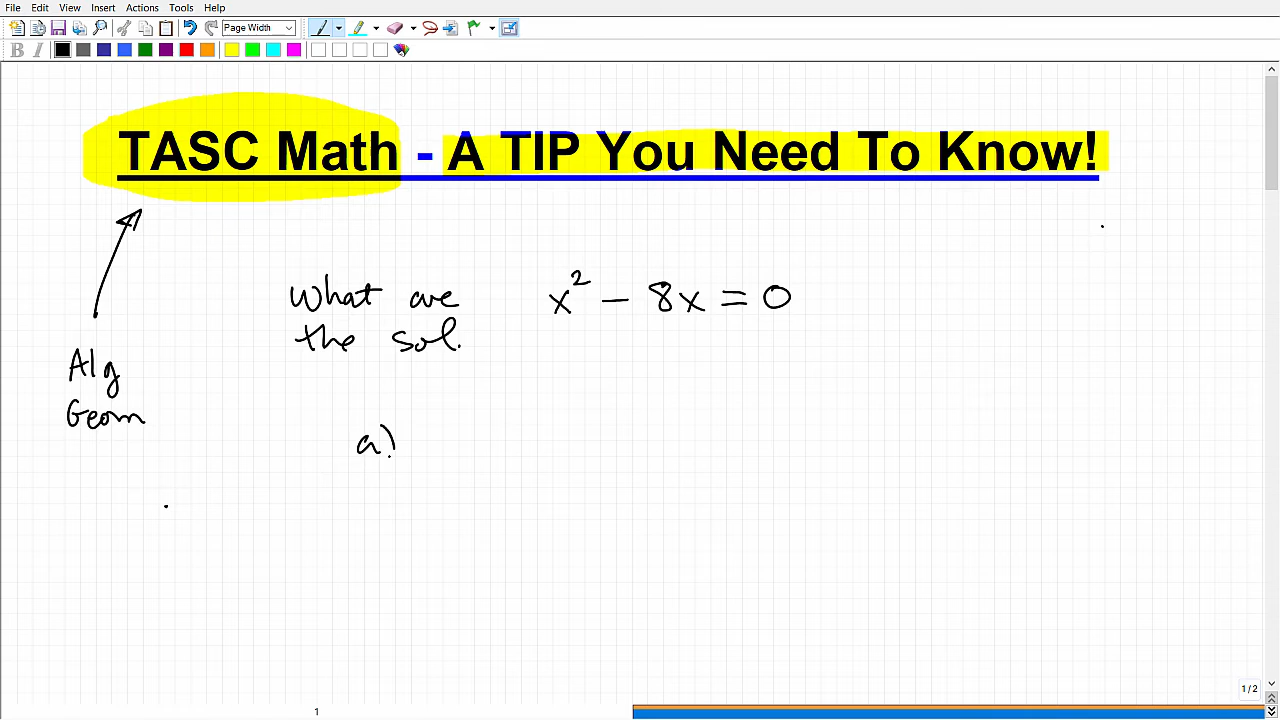 File Edit View Insert Actions Tools Help
Page Width
B I
TASC Math - A TIP You Need To Know!
What are x² - 8x = 0
the sol.
Alg
Geom
a)
1/2
1